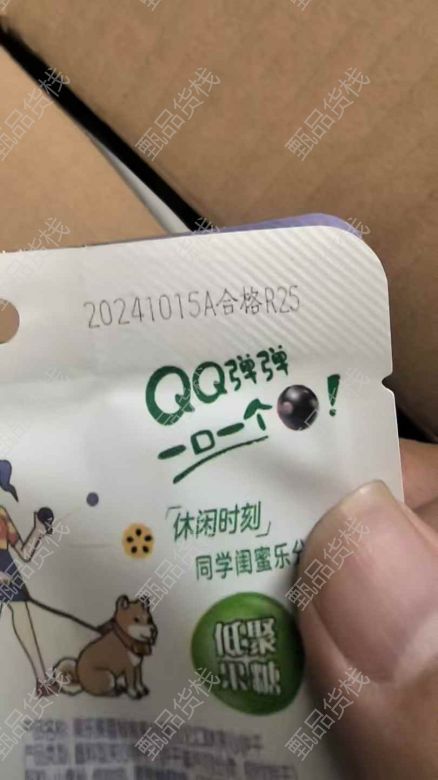 20241015A合格R25
QQ弹弹
一口一个!
休闲时刻
同学闺蜜乐分
低聚
果糖
甄品货栈